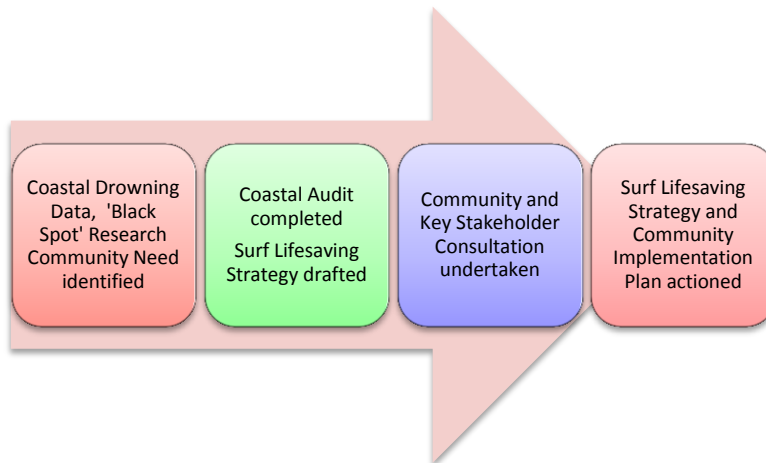 Coastal Drowning
Data, 'Black
Spot' Research
Community Need
identified
Coastal Audit
completed
Surf Lifesaving
Strategy drafted
Community and
Key Stakeholder
Consultation
undertaken
Surf Lifesaving
Strategy and
Community
Implementation
Plan actioned